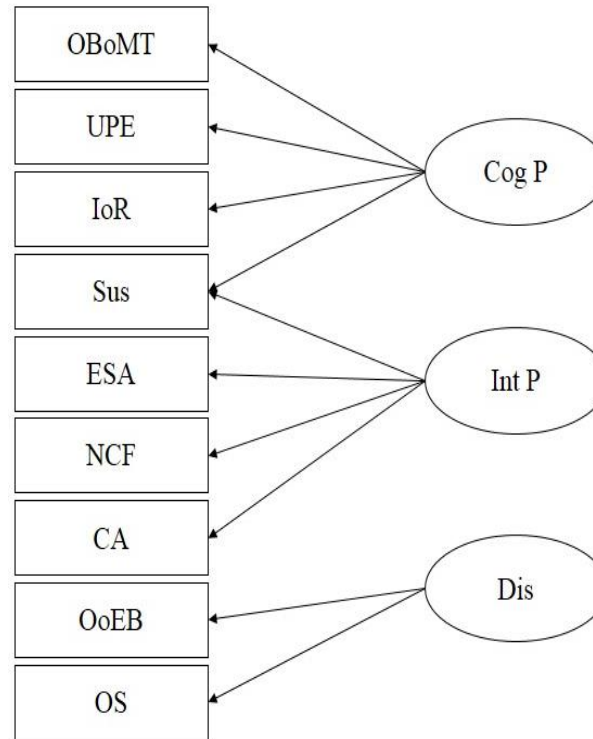 OBoMT
UPE
Cog P
IoR
Sus
ESA
Int P
NCF
CA
Dis
OoEB
OS